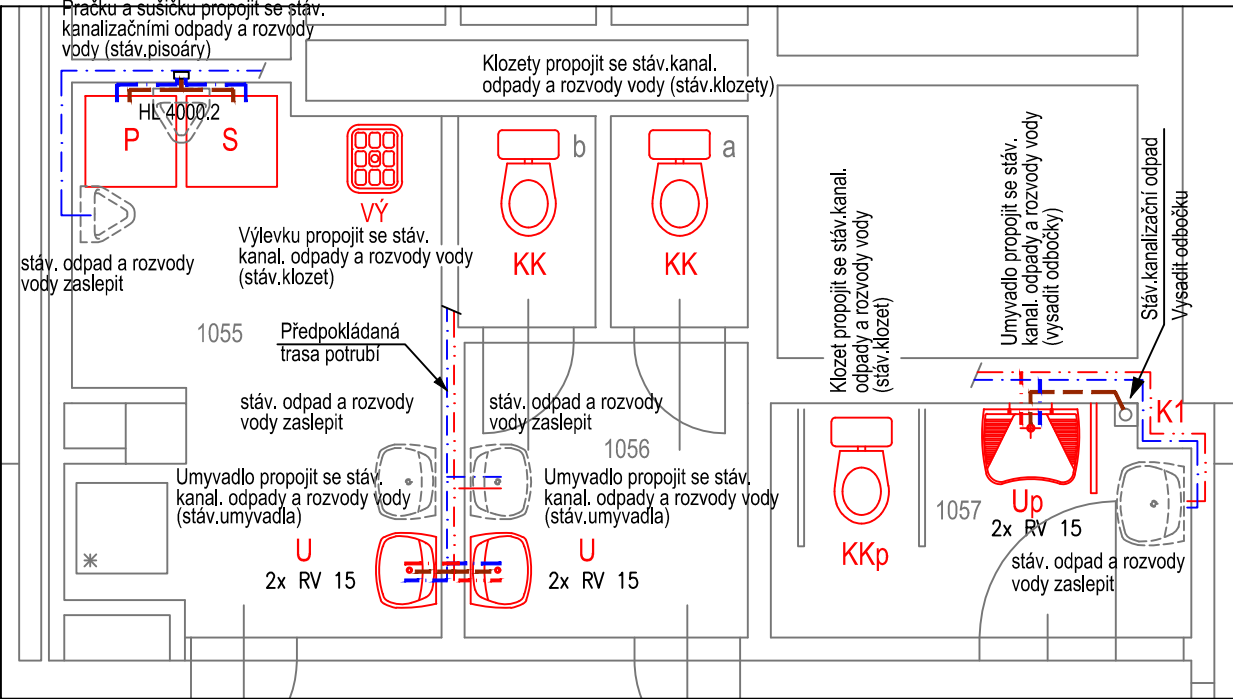 Pračku a sušičku propojit se stáv.
kanalizačními odpady a rozvody
vody (stáv.pisoáry)
HL 4000.2
P
S
VÝ
Klozety propojit se stáv.kanal.
odpady a rozvody vody (stáv.klozety)
b
a
KK
KK
stáv. odpad a rozvody
vody zaslepit
Výlevku propojit se stáv.
kanal. odpady a rozvody vody
(stáv.klozet)
1055
Předpokládaná
trasa potrubí
stáv. odpad a rozvody
vody zaslepit
stáv. odpad a rozvody
vody zaslepit
1056
Umyvadlo propojit se stáv.
kanal. odpady a rozvody vody
(stáv.umyvadla)
U
2x RV 15
Umyvadlo propojit se stáv.
kanal. odpady a rozvody vody
(stáv.umyvadla)
U
2x RV 15
Klozet propojit se stáv.kanal.
odpady a rozvody vody
(stáv.klozet)
KKp
Umyvadlo propojit se stáv.
kanal. odpady a rozvody vody
(vysadit odbočky)
Stáv.kanalizační odpad
Vysadit odbočku
K1
1057
Up
2x RV 15
stáv. odpad a rozvody
vody zaslepit